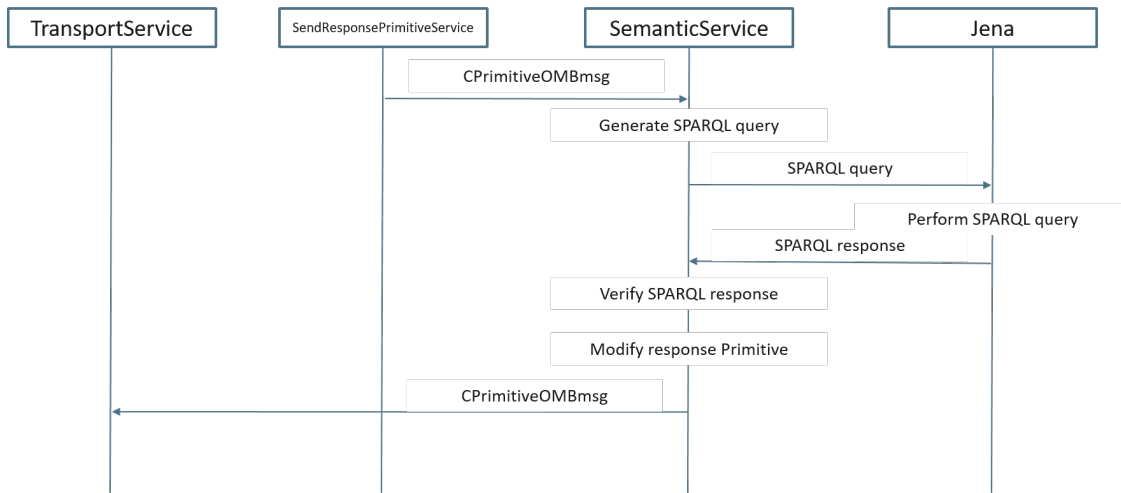 TransportService
SendResponsePrimitiveService
SemanticService
Jena
CPrimitiveOMBmsg
Generate SPARQL query
SPARQL query
Perform SPARQL query
SPARQL response
Verify SPARQL response
Modify response Primitive
CPrimitiveOMBmsg